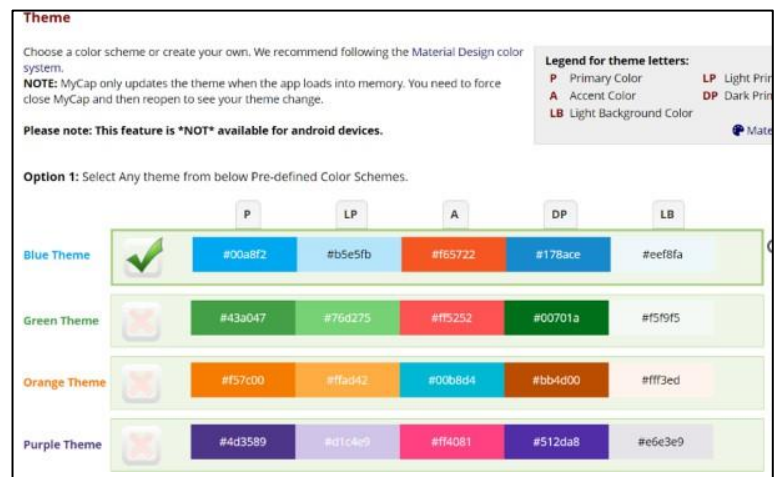 Theme
Choose a color scheme or create your own. We recommend following the Material Design color
system.
NOTE: MyCap only updates the theme when the app loads into memory. You need to force
close MyCap and then reopen to see your theme change.
Please note: This feature is *NOT* available for android devices.
Legend for theme letters:
P Primary Color LP Light Prin
A Accent Color DP Dark Prin
LB Light Background Color
Mate
Option 1: Select Any theme from below Pre-defined Color Schemes.
P LP A DP LB
Blue Theme #00a8f2 #b5e5fb #f65722 #178ace #eef8fa
Green Theme #43a047 #76d275 #ff5252 #00701a #f5f9f5
Orange Theme #f57c00 #ffad42 #00b8d4 #bb4d00 #fff3ed
Purple Theme #4d3589 #d1c4e9 #ff4081 #512da8 #e6e3e9